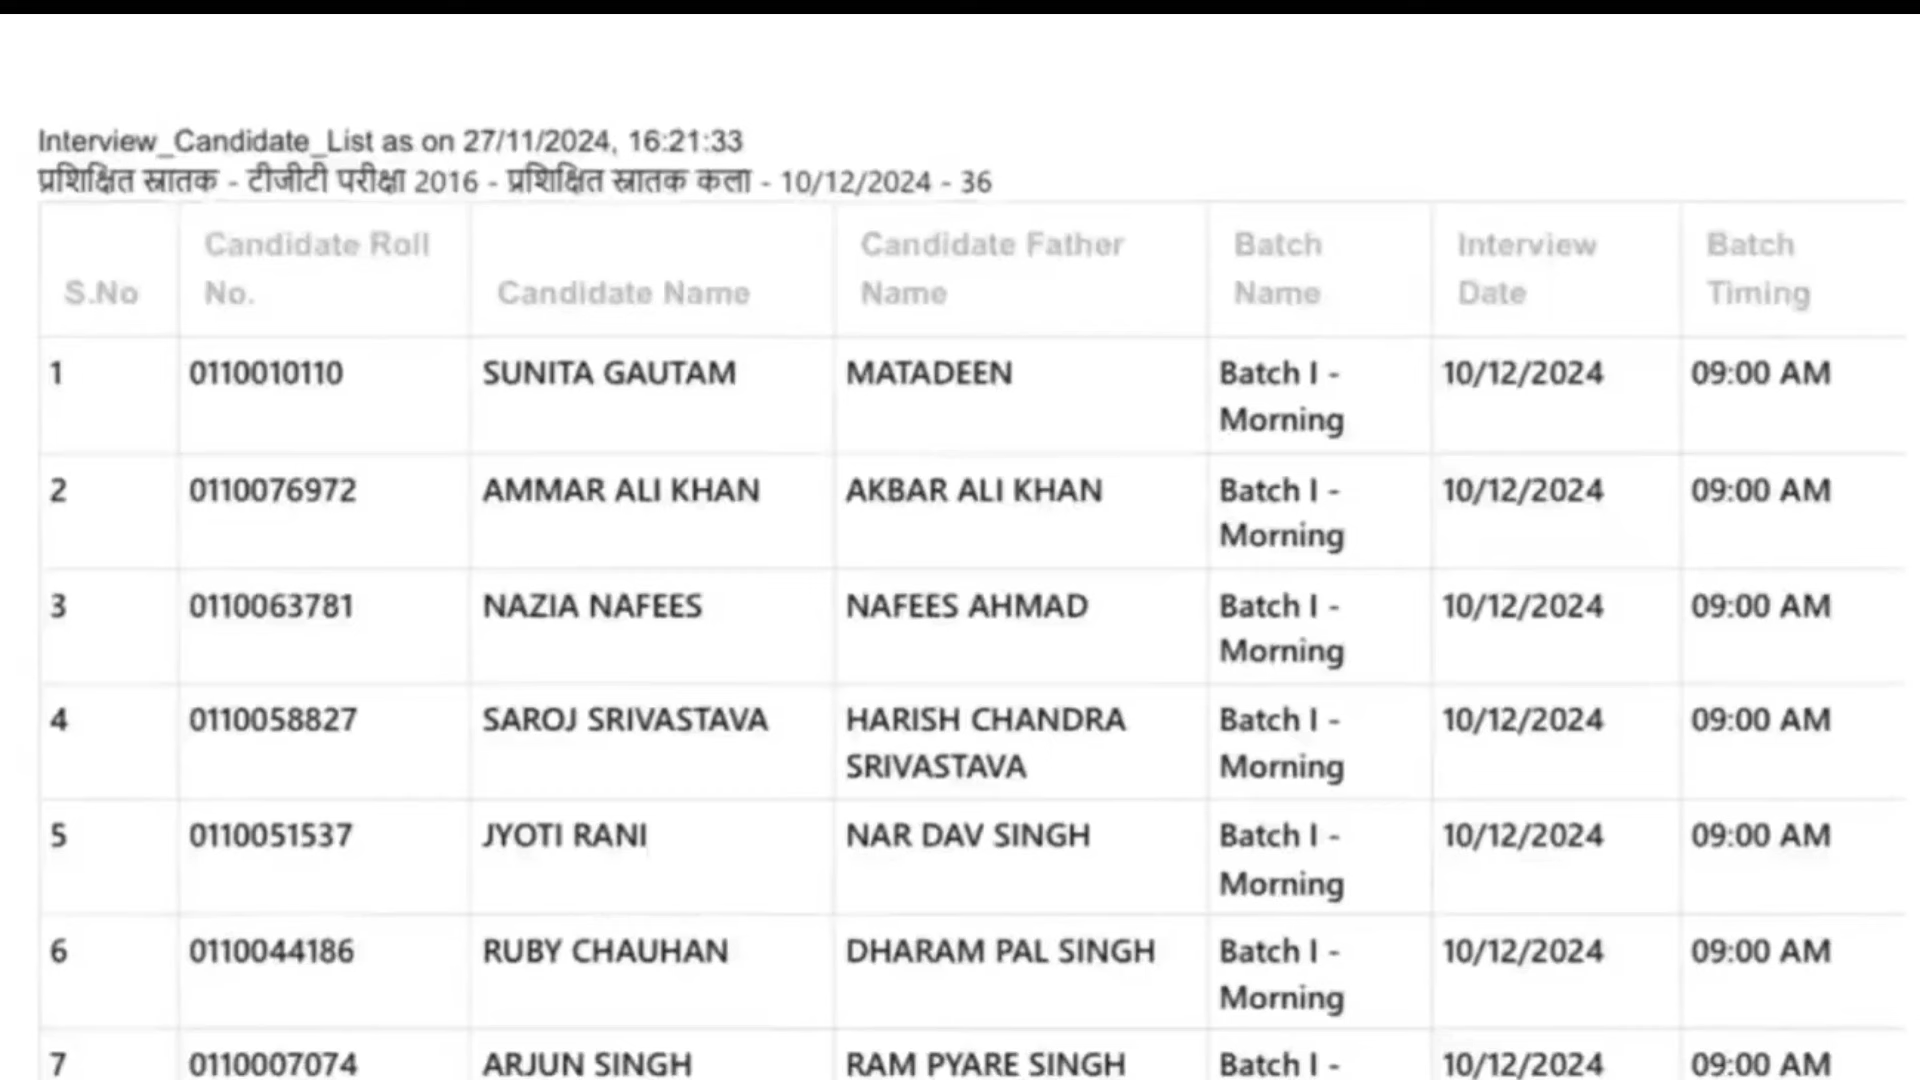 Interview_Candidate_List as on 27/11/2024, 16:21:33
प्रशिक्षित स्नातक - टीजीटी परीक्षा 2016 - प्रशिक्षित स्नातक कला - 10/12/2024 - 36
S.No Candidate Roll No. Candidate Name Candidate Father Name Batch Name Interview Date Batch Timing
1 0110010110 SUNITA GAUTAM MATADEEN Batch I - Morning 10/12/2024 09:00 AM
2 0110076972 AMMAR ALI KHAN AKBAR ALI KHAN Batch I - Morning 10/12/2024 09:00 AM
3 0110063781 NAZIA NAFEES NAFEES AHMAD Batch I - Morning 10/12/2024 09:00 AM
4 0110058827 SAROJ SRIVASTAVA HARISH CHANDRA SRIVASTAVA Batch I - Morning 10/12/2024 09:00 AM
5 0110051537 JYOTI RANI NAR DAV SINGH Batch I - Morning 10/12/2024 09:00 AM
6 0110044186 RUBY CHAUHAN DHARAM PAL SINGH Batch I - Morning 10/12/2024 09:00 AM
7 0110007074 ARJUN SINGH RAM PYARE SINGH Batch I - 10/12/2024 09:00 AM